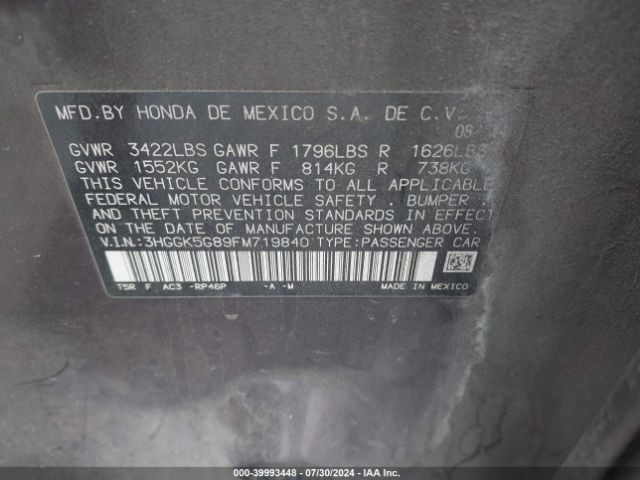 MFD.BY HONDA DE MEXICO S.A. DE C.V.
08/
GVWR 3422LBS GAWR F 1796LBS R 1626LBS
GVWR 1552KG GAWR F 814KG R 738KG
THIS VEHICLE CONFORMS TO ALL APPLICABLE
FEDERAL MOTOR VEHICLE SAFETY . BUMPER .
AND THEFT PREVENTION STANDARDS IN EFFECT
ON THE DATE OF MANUFACTURE SHOWN ABOVE.
V.I.N.:3HGGK5G89FM719840 TYPE:PASSENGER CAR
T5R F AC3 -RP46P -A -M MADE IN MEXICO
000-39993448 - 07/30/2024 - IAA Inc.